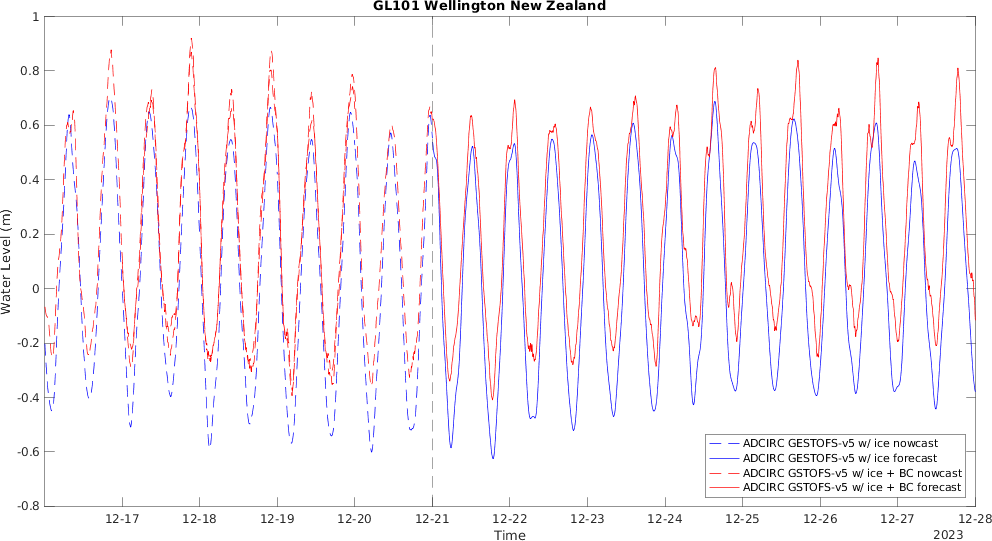 GL101 Wellington New Zealand
1
0.8
0.6
0.4
0.2
0
-0.2
-0.4
-0.6
-0.8
Water Level (m)
ADCIRC GESTOFS-v5 w/ ice nowcast
ADCIRC GESTOFS-v5 w/ ice forecast
ADCIRC GSTOFS-v5 w/ ice + BC nowcast
ADCIRC GSTOFS-v5 w/ ice + BC forecast
12-17 12-18 12-19 12-20 12-21 12-22 12-23 12-24 12-25 12-26 12-27 12-28
Time
2023